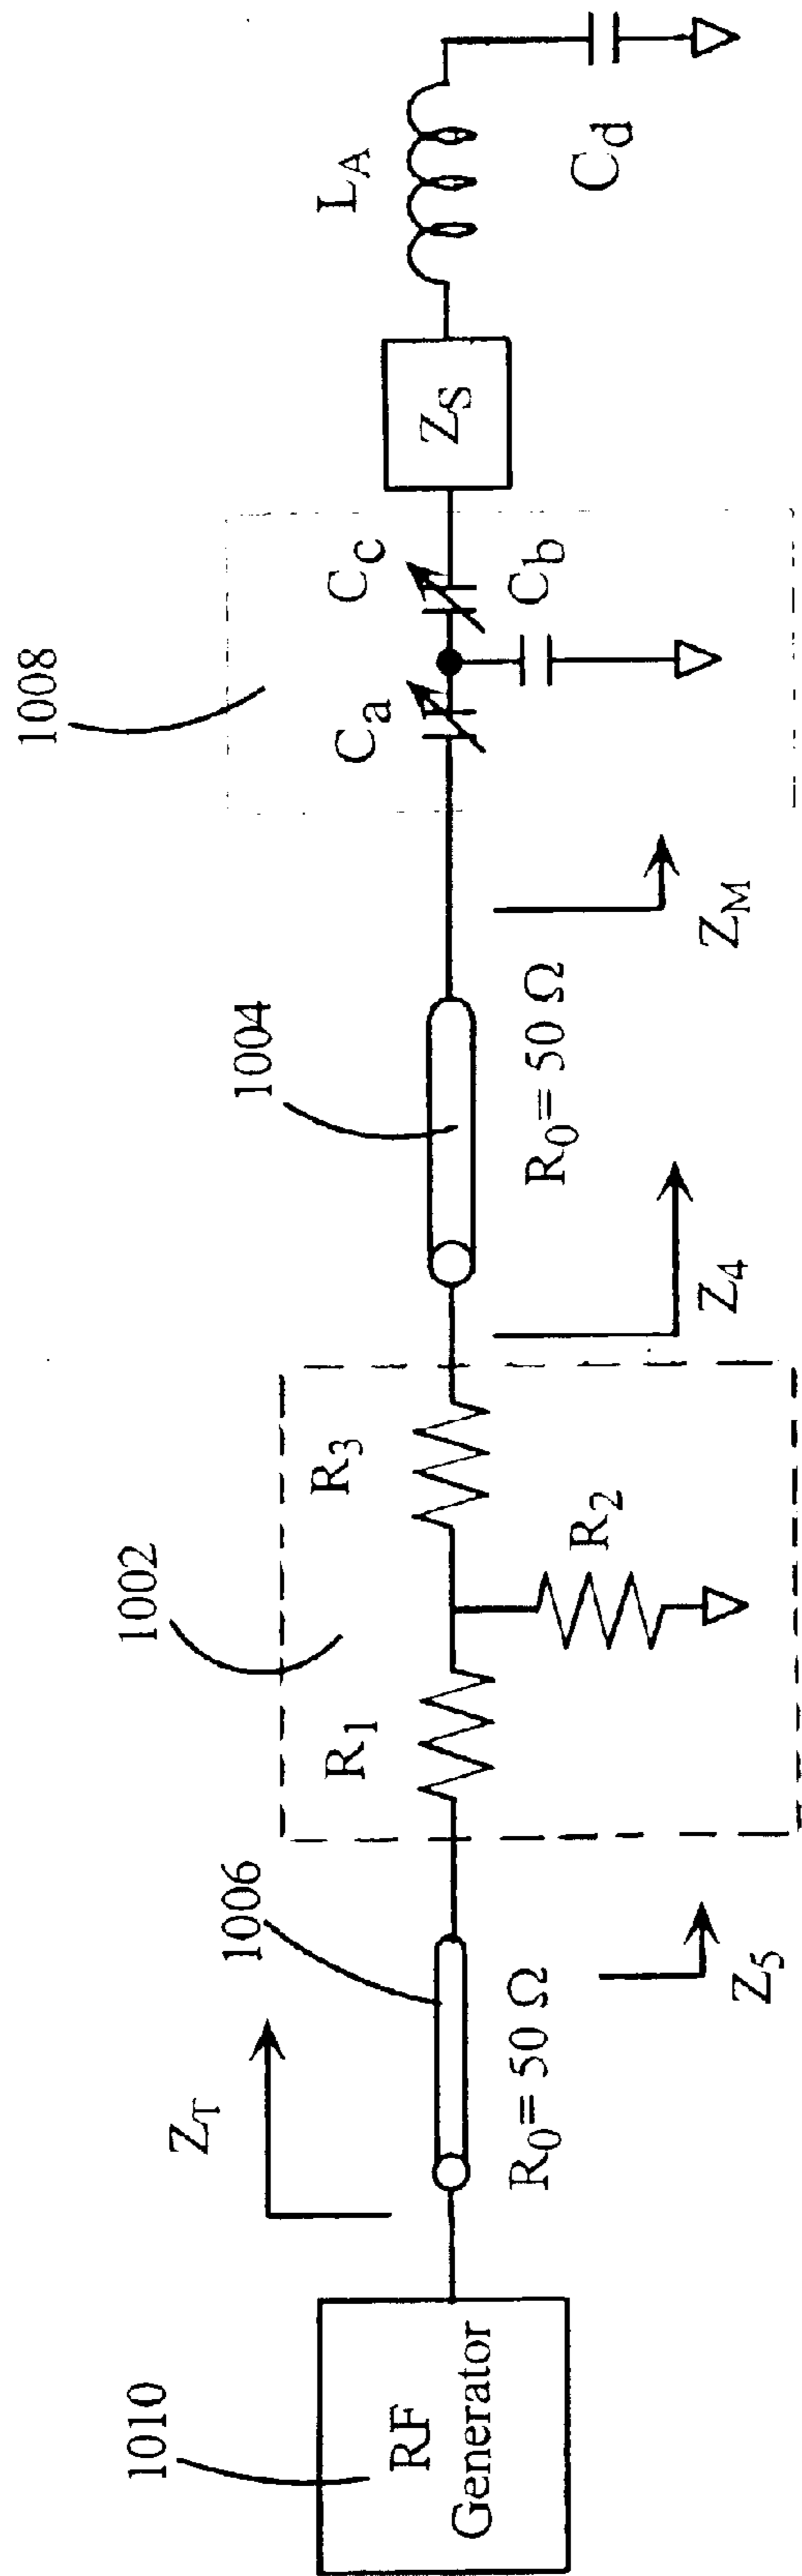 1010
RF
Generator
Z_T
1006
R_0 = 50 Ω
Z_5
1002
R_1
R_2
R_3
Z_4
1004
R_0 = 50 Ω
Z_M
1008
C_a
C_b
C_c
Z_S
L_A
C_d